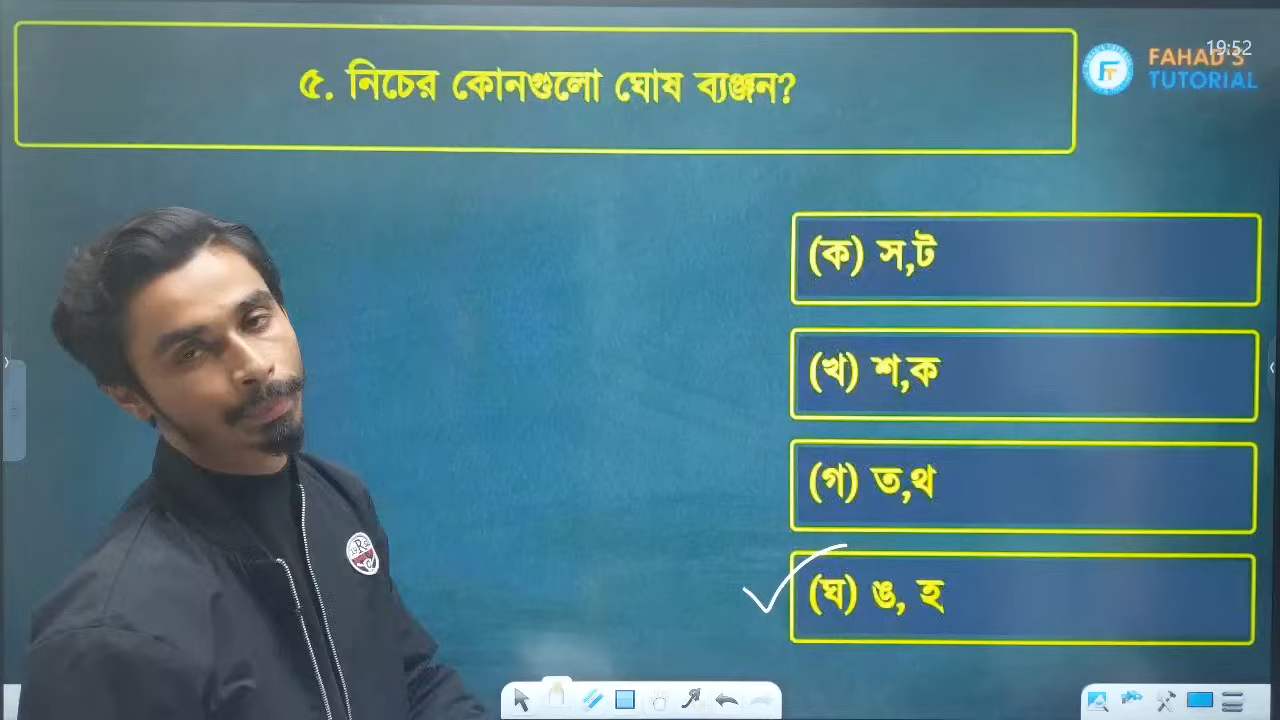 ৫. নিচের কোনগুলো ঘোষ ব্যঞ্জন?
19:52
FAHAD'S
TUTORIAL
(ক) স,ট
(খ) শ,ক
(গ) ত,থ
(ঘ) ঙ, হ